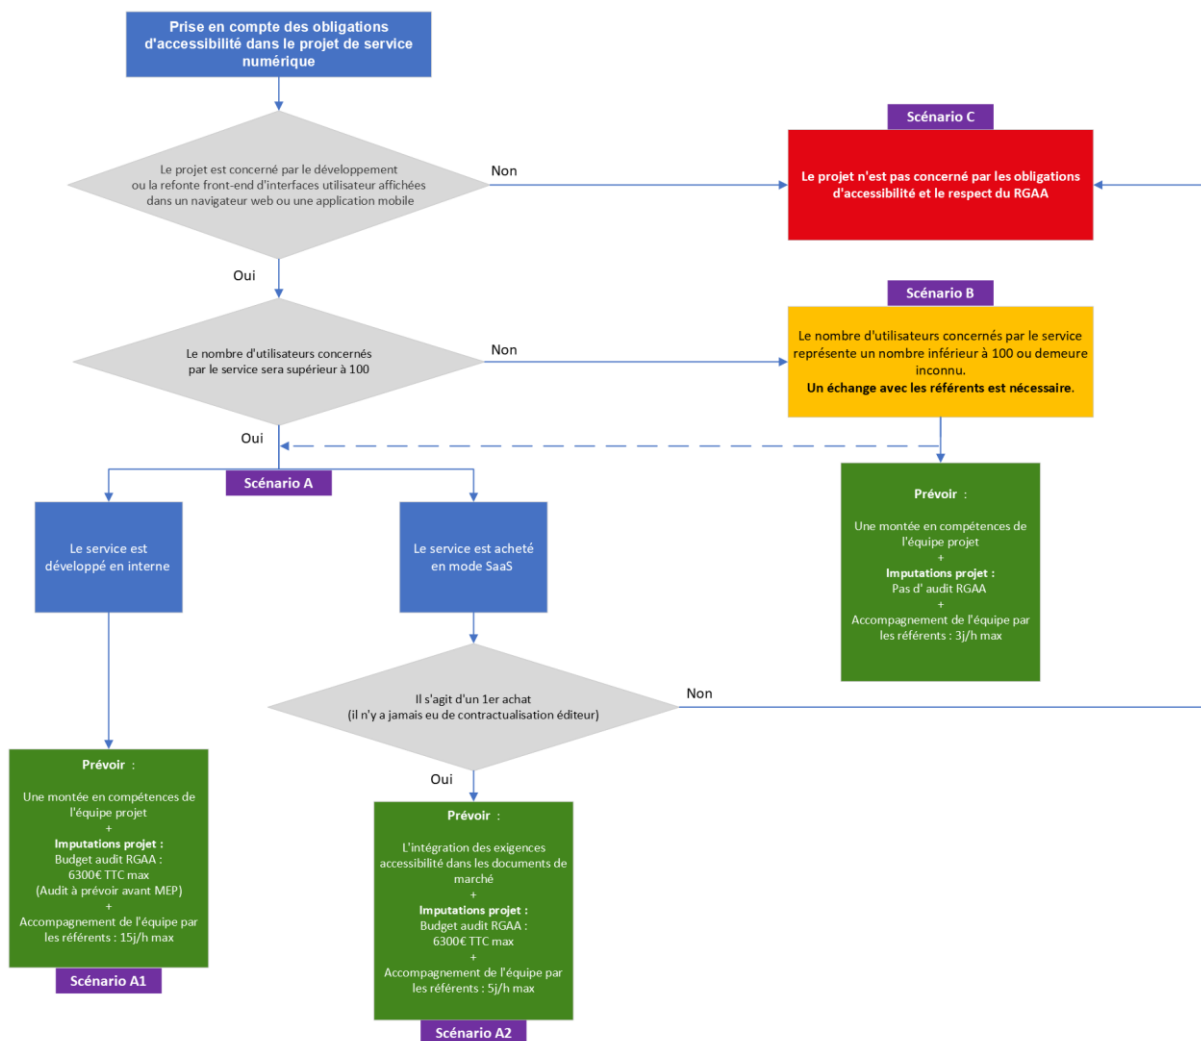 Prise en compte des obligations
d'accessibilité dans le projet de service
numérique
Scénario C
Le projet est concerné par le développement
ou la refonte front-end d'interfaces utilisateur affichées
dans un navigateur web ou une application mobile
Non
Le projet n'est pas concerné par les obligations
d'accessibilité et le respect du RGAA
Oui
Scénario B
Le nombre d'utilisateurs concernés
par le service sera supérieur à 100
Non
Le nombre d'utilisateurs concernés par le service
représente un nombre inférieur à 100 ou demeure
inconnu.
Un échange avec les référents est nécessaire.
Oui
Scénario A
Le service est
développé en interne
Le service est acheté
en mode SaaS
Prévoir :
Une montée en compétences de
l'équipe projet
+
Imputations projet :
Pas d' audit RGAA
+
Accompagnement de l'équipe par
les référents : 3j/h max
Il s'agit d'un 1er achat
(il n'y a jamais eu de contractualisation éditeur)
Non
Oui
Prévoir :
Une montée en compétences de
l'équipe projet
+
Imputations projet :
Budget audit RGAA :
6300€ TTC max
(Audit à prévoir avant MEP)
+
Accompagnement de l'équipe par
les référents : 15j/h max
Scénario A1
Prévoir :
L'intégration des exigences
accessibilité dans les documents de
marché
+
Imputations projet :
Budget audit RGAA :
6300€ TTC max
+
Accompagnement de l'équipe par
les référents : 5j/h max
Scénario A2